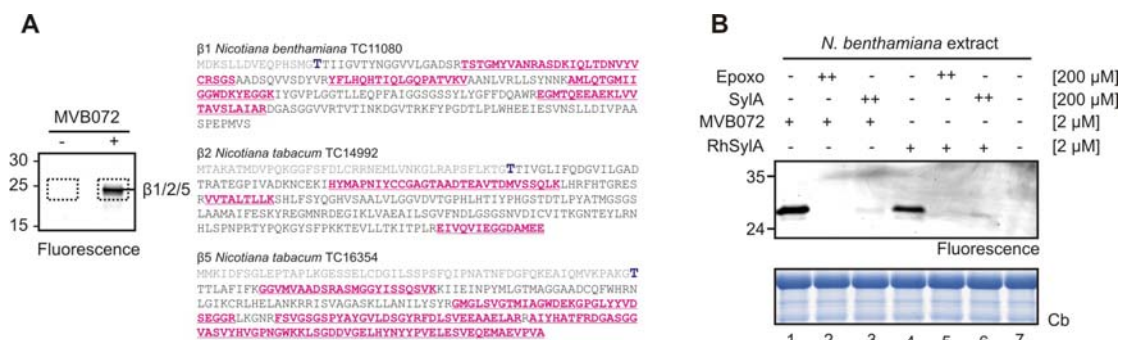 A
MVB072
- +
30
25
15
β1/2/5
Fluorescence
β1 Nicotiana benthamiana TC11080
MDKSLLDVEQPHSMGTTIIGVTYNGGVVLGADSRTSTGMYVANRASDKIQLTDNVYV
CRSGSAADSQVVSDYVRYFLHQHTIQLGQPATVKVAANLVRLLSYNNKAMLQTGMII
GGWDKYEGGKIYGVPLGGTLLEQPFAIGGSGSSYLYGFFDQAWREGMTQEEAEKLVV
TAVSLAIARDGASGGVVRTVTINKDGVTRKFYPGDTLPLWHEEIESVNSLLDIVPAA
SPEPMVS
β2 Nicotiana tabacum TC14992
MTAKATMDVPQKGGFSFDLCRRNEMLVNKGLRAPSFLKTGTTIVGLIFQDGVILGAD
TRATEGPIVADKNCEKIHYMAPNIYCCGAGTAADTEAVTDMVSSQLKLHRFHTGRES
RVVTALTLLKSHLFSYQGHVSAALVLGGVDVTGPHLHTIYPHGSTDTLPYATMGSGS
LAAMAIFESKYREGMNRDEGIKLVAEAILSGVFNDLGSGSNVDICVITKGNTEYLRN
HLSPNPRTYPQKGYSFPKKTEVLLTKITPLREIVQVIEGGDAMEE
β5 Nicotiana tabacum TC16354
MMKIDFSGLEPTAPLKGESSELCDGILSSPSFQIPNATNFDGFQKEAIQMVKPAKGT
TTLAFIFKGGVMVAADSRASMGGYISSQSVKKIIEINPYMLGTMAGGAADCQFWHRN
LGIKCRLHELANKRRISVAGASKLLANILYSYRGMGLSVGTMIAGWDEKGPGLYYVD
SEGGRLKGNRFSVGSGSPYAYGVLDSGYRFDLSVEEAAELARRAIYHATFRDGASGG
VASVYHVGPNGWKKLSGDDVGELHYNYYPVELESVEQEMAEVPVA
B
N. benthamiana extract
Epoxo - ++ - - ++ - - [200 µM]
SylA - - ++ - - ++ - [200 µM]
MVB072 + + + - - - - [2 µM]
RhSylA - - - + + + - [2 µM]
35
24
Fluorescence
Cb
1 2 3 4 5 6 7